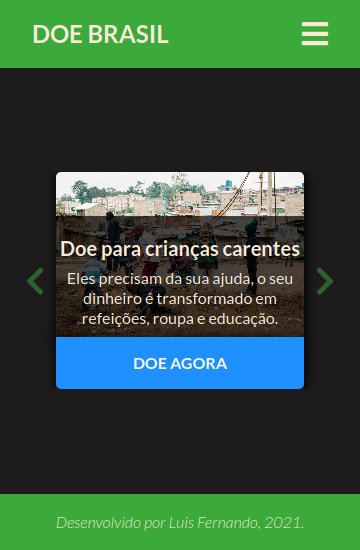 DOE BRASIL
Doe para crianças carentes
Eles precisam da sua ajuda, o seu
dinheiro é transformado em
refeições, roupa e educação.
DOE AGORA
Desenvolvido por Luis Fernando, 2021.